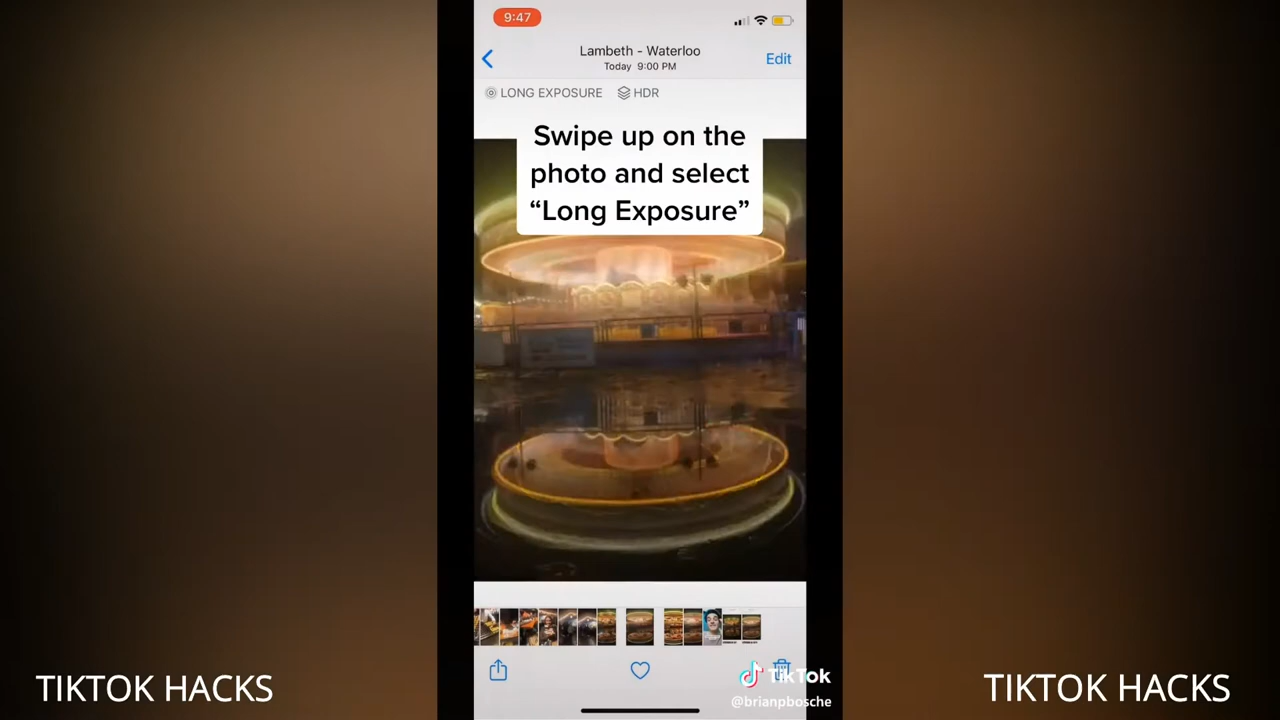 9:47
Lambeth - Waterloo
Today 9:00 PM
Edit
LONG EXPOSURE
HDR
Swipe up on the
photo and select
“Long Exposure”
TikTok
@brianpbosche
TIKTOK HACKS
TIKTOK HACKS